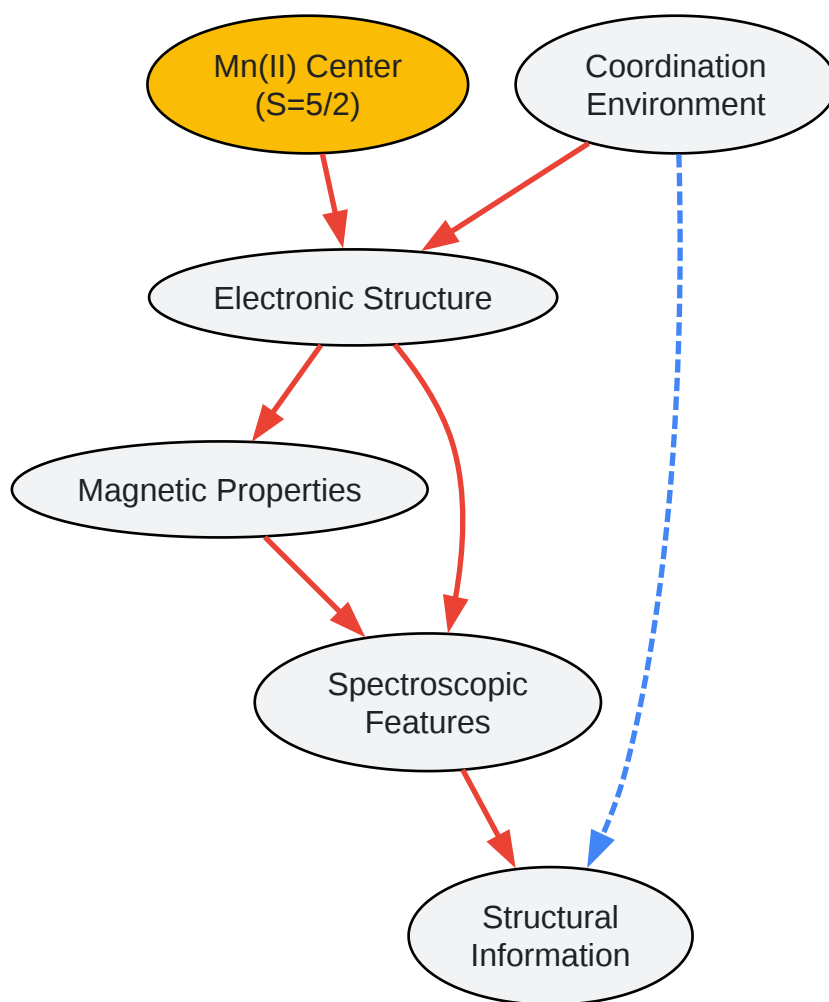 Mn(II) Center
(S=5/2)
Coordination
Environment
Electronic Structure
Magnetic Properties
Spectroscopic
Features
Structural
Information